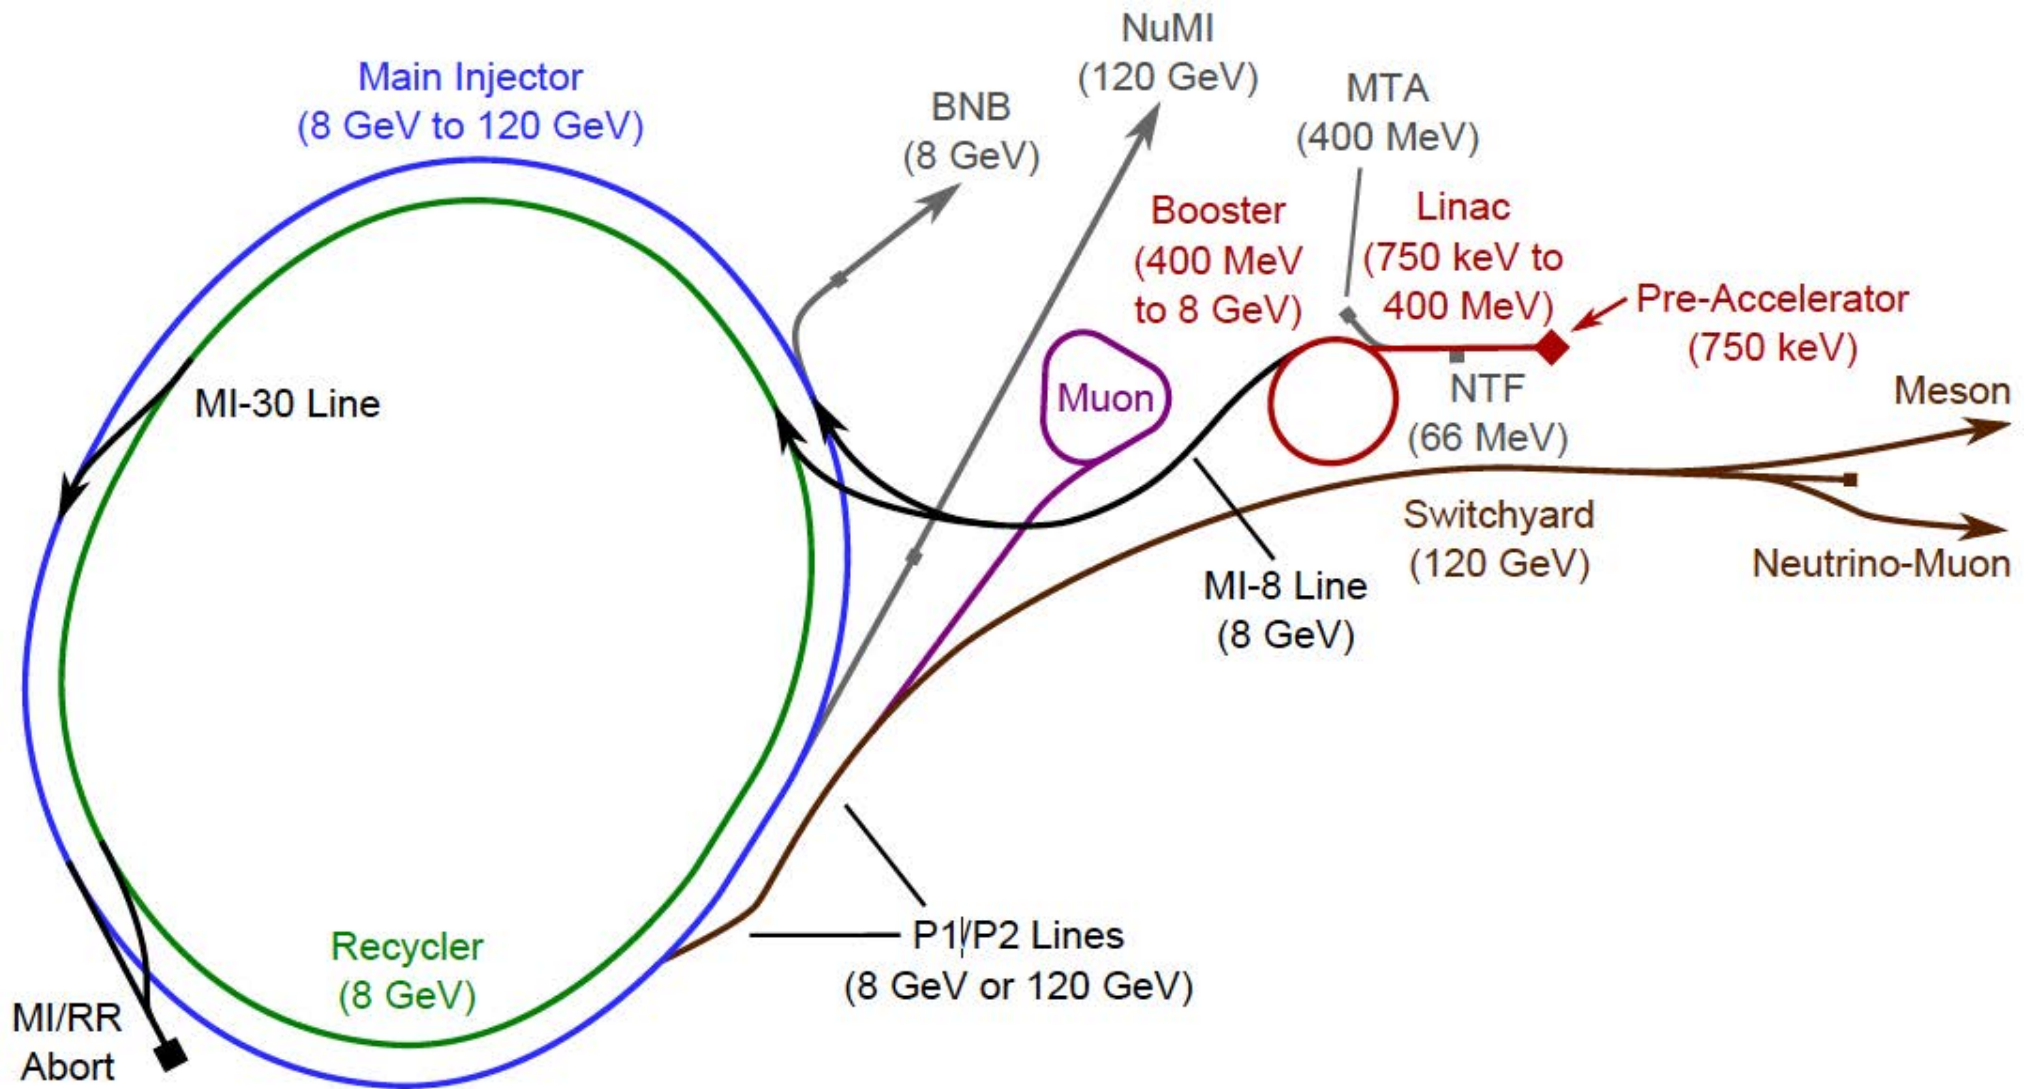 Main Injector
(8 GeV to 120 GeV)
BNB
(8 GeV)
NuMI
(120 GeV)
MTA
(400 MeV)
Booster
(400 MeV
to 8 GeV)
Linac
(750 keV to
400 MeV)
Pre-Accelerator
(750 keV)
Muon
NTF
(66 MeV)
Meson
MI-30 Line
Switchyard
(120 GeV)
Neutrino-Muon
MI-8 Line
(8 GeV)
P1/P2 Lines
(8 GeV or 120 GeV)
Recycler
(8 GeV)
MI/RR
Abort